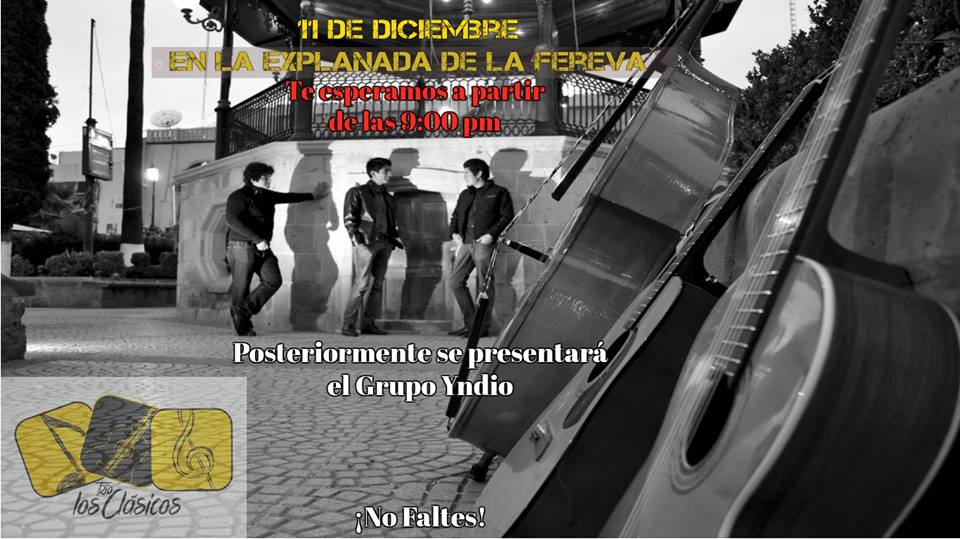 11 DE DICIEMBRE
EN LA EXPLANADA DE LA FEREVA
Te esperamos a partir
de las 9:00 pm
Posteriormente se presentará
el Grupo Yndio
los Clásicos
¡No Faltes!